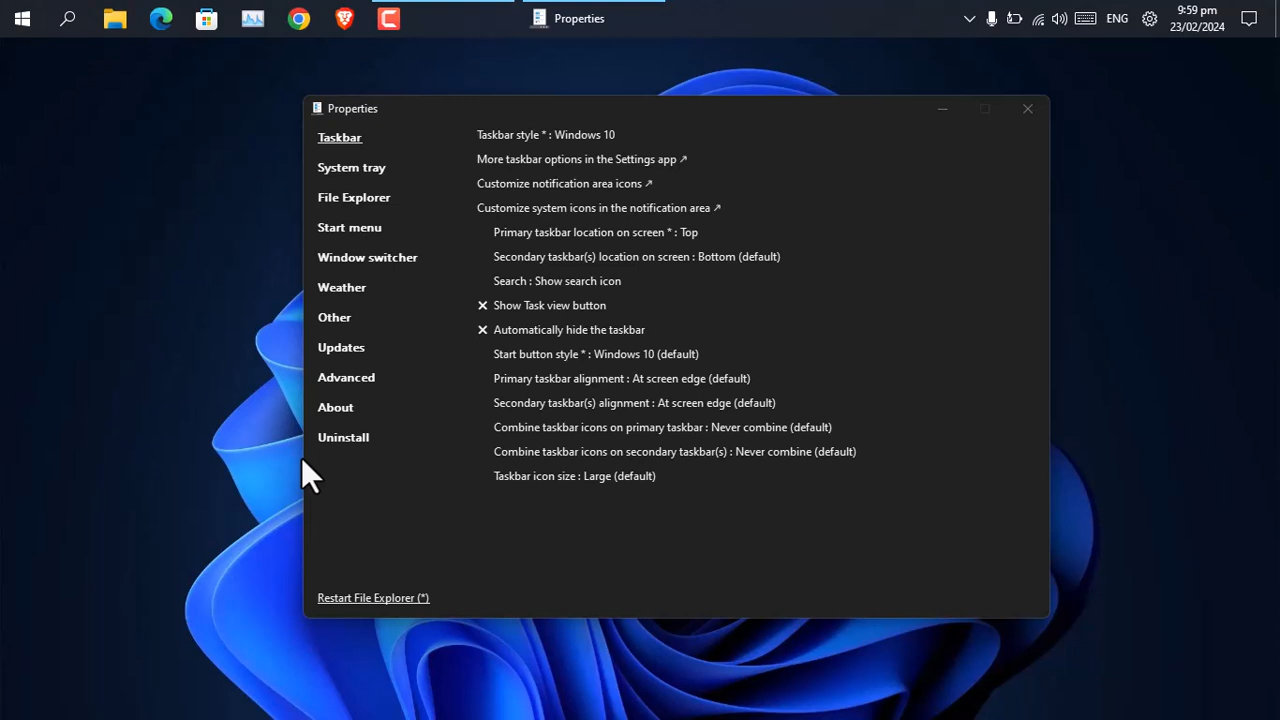 Properties
ENG
9:59 pm
23/02/2024
Properties
Taskbar
System tray
File Explorer
Start menu
Window switcher
Weather
Other
Updates
Advanced
About
Uninstall
Taskbar style * : Windows 10
More taskbar options in the Settings app ↗
Customize notification area icons ↗
Customize system icons in the notification area ↗
Primary taskbar location on screen * : Top
Secondary taskbar(s) location on screen : Bottom (default)
Search : Show search icon
Show Task view button
Automatically hide the taskbar
Start button style * : Windows 10 (default)
Primary taskbar alignment : At screen edge (default)
Secondary taskbar(s) alignment : At screen edge (default)
Combine taskbar icons on primary taskbar : Never combine (default)
Combine taskbar icons on secondary taskbar(s) : Never combine (default)
Taskbar icon size : Large (default)
Restart File Explorer (*)